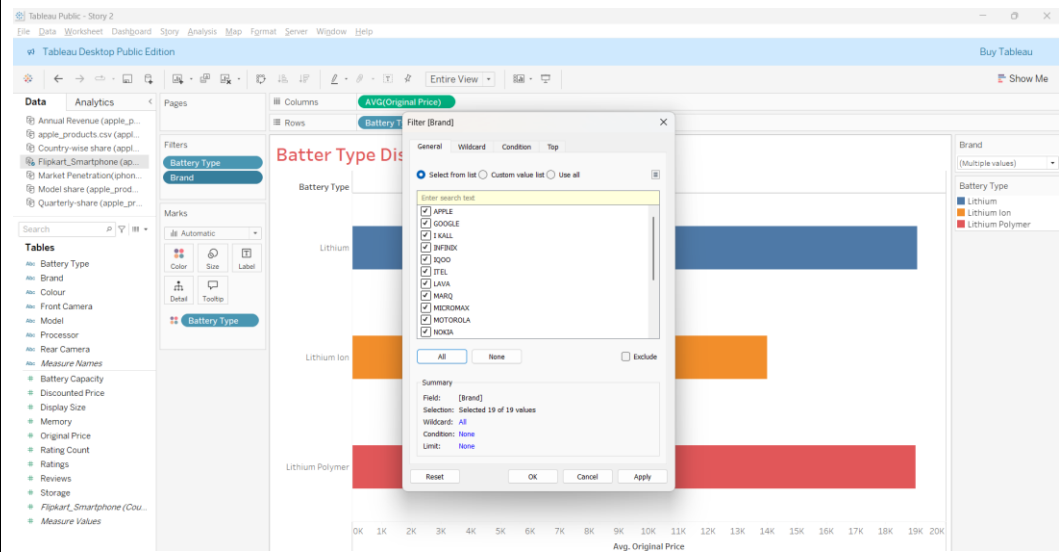 Tableau Public - Story 2
File Data Worksheet Dashboard Story Analysis Map Format Server Window Help
Tableau Desktop Public Edition
Buy Tableau
Entire View
Show Me
Data Analytics
Annual Revenue (apple_p...
apple_products.csv (appl...
Country-wise share (appl...
Flipkart_Smartphone (ap...
Market Penetration(iphon...
Model share (apple_prod...
Quarterly-share (apple_pr...
Search
Tables
Abc Battery Type
Abc Brand
Abc Colour
Abc Front Camera
Abc Model
Abc Processor
Abc Rear Camera
Abc Measure Names
# Battery Capacity
# Discounted Price
# Display Size
# Memory
# Original Price
# Rating Count
# Ratings
# Reviews
# Storage
# Flipkart_Smartphone (Cou...
# Measure Values
Pages
Filters
Battery Type
Brand
Marks
Automatic
Color Size Label
Detail Tooltip
Battery Type
Columns
AVG(Original Price)
Rows
Battery T
Batter Type Dis
Battery Type
Lithium
Lithium Ion
Lithium Polymer
0K 1K 2K 3K 4K 5K 6K 7K 8K 9K 10K 11K 12K 13K 14K 15K 16K 17K 18K 19K 20K
Avg. Original Price
Filter [Brand]
General Wildcard Condition Top
Select from list Custom value list Use all
Enter search text
APPLE
GOOGLE
I KALL
INFINIX
IQOO
ITEL
LAVA
MARQ
MICROMAX
MOTOROLA
NOKIA
All None Exclude
Summary
Field: [Brand]
Selection: Selected 19 of 19 values
Wildcard: All
Condition: None
Limit: None
Reset OK Cancel Apply
Brand
(Multiple values)
Battery Type
Lithium
Lithium Ion
Lithium Polymer